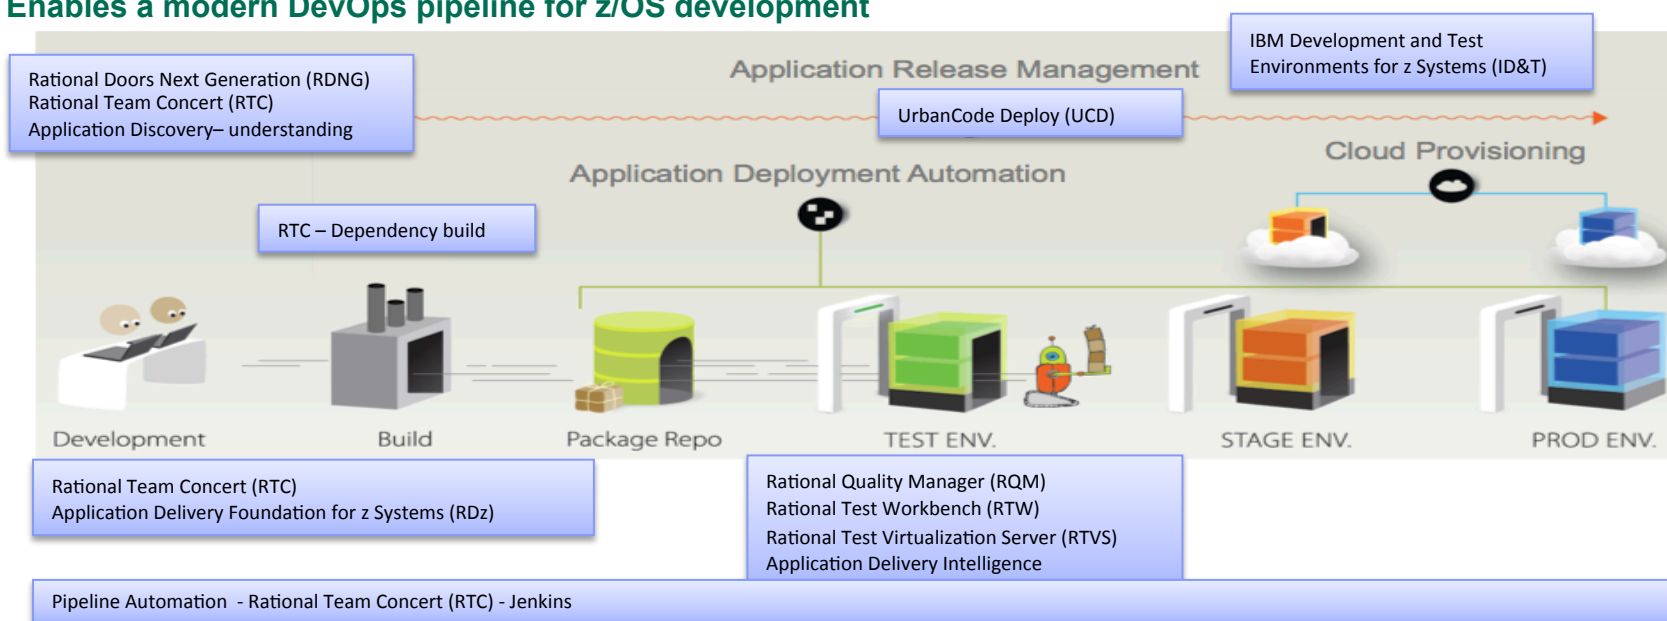 Enables a modern DevOps pipeline for z/OS development
IBM Development and Test
Environments for z Systems (ID&T)
Rational Doors Next Generation (RDNG)
Rational Team Concert (RTC)
Application Discovery– understanding
Application Release Management
UrbanCode Deploy (UCD)
Cloud Provisioning
Application Deployment Automation
RTC – Dependency build
Development
Build
Package Repo
TEST ENV.
STAGE ENV.
PROD ENV.
Rational Team Concert (RTC)
Application Delivery Foundation for z Systems (RDz)
Rational Quality Manager (RQM)
Rational Test Workbench (RTW)
Rational Test Virtualization Server (RTVS)
Application Delivery Intelligence
Pipeline Automation - Rational Team Concert (RTC) - Jenkins